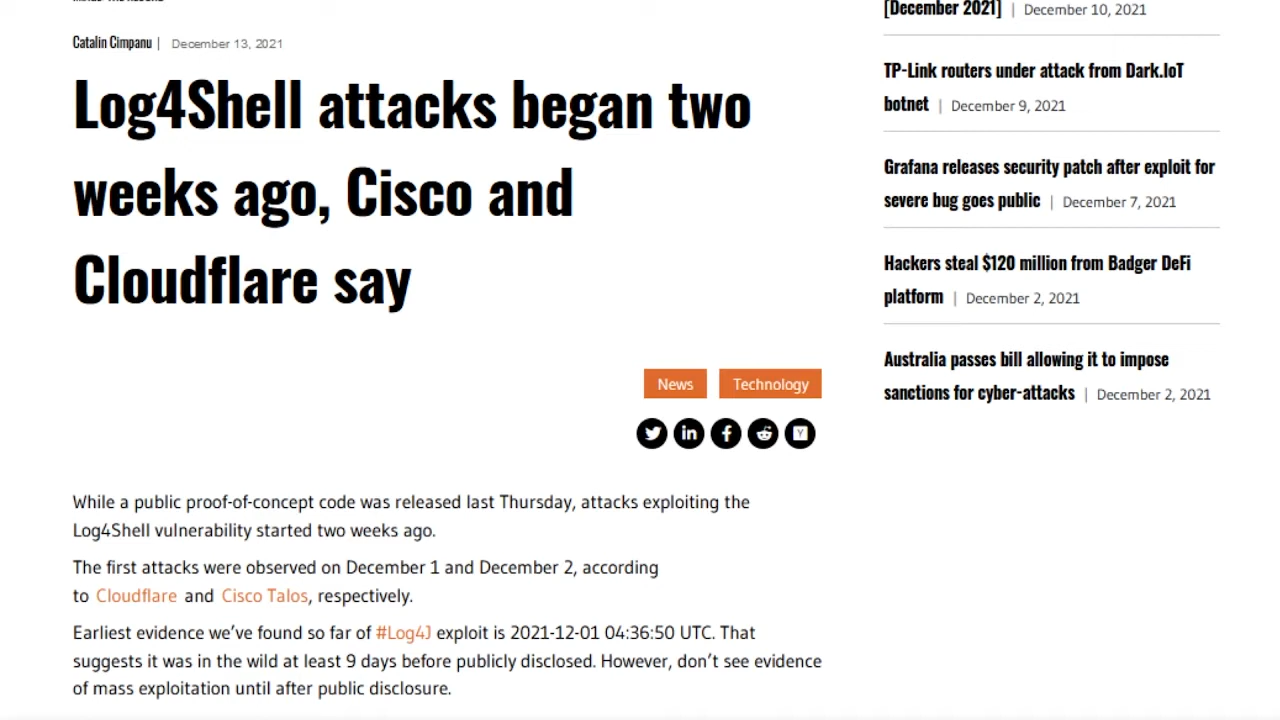 Catalin Cimpanu | December 13, 2021
Log4Shell attacks began two
weeks ago, Cisco and
Cloudflare say
News Technology
While a public proof-of-concept code was released last Thursday, attacks exploiting the
Log4Shell vulnerability started two weeks ago.
The first attacks were observed on December 1 and December 2, according
to Cloudflare and Cisco Talos, respectively.
Earliest evidence we've found so far of #Log4J exploit is 2021-12-01 04:36:50 UTC. That
suggests it was in the wild at least 9 days before publicly disclosed. However, don't see evidence
of mass exploitation until after public disclosure.
[December 2021] | December 10, 2021
TP-Link routers under attack from Dark.IoT
botnet | December 9, 2021
Grafana releases security patch after exploit for
severe bug goes public | December 7, 2021
Hackers steal $120 million from Badger DeFi
platform | December 2, 2021
Australia passes bill allowing it to impose
sanctions for cyber-attacks | December 2, 2021